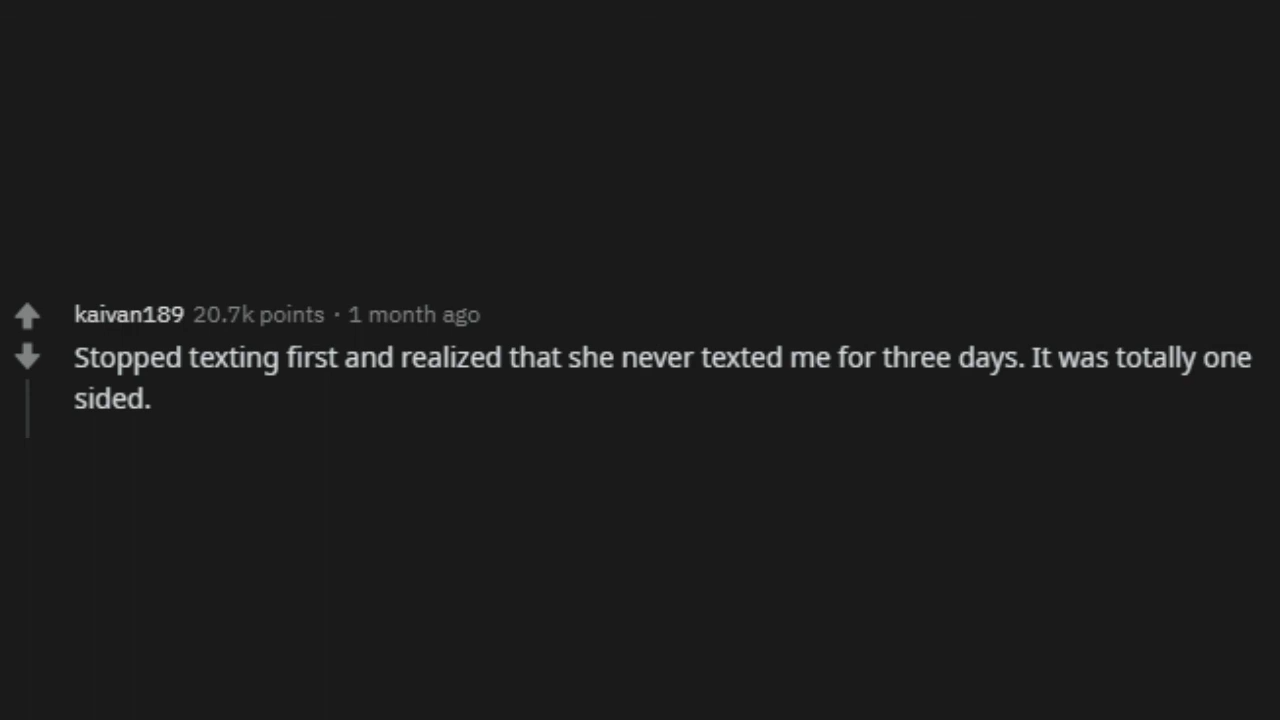 kaivan189 20.7k points · 1 month ago
Stopped texting first and realized that she never texted me for three days. It was totally one
sided.